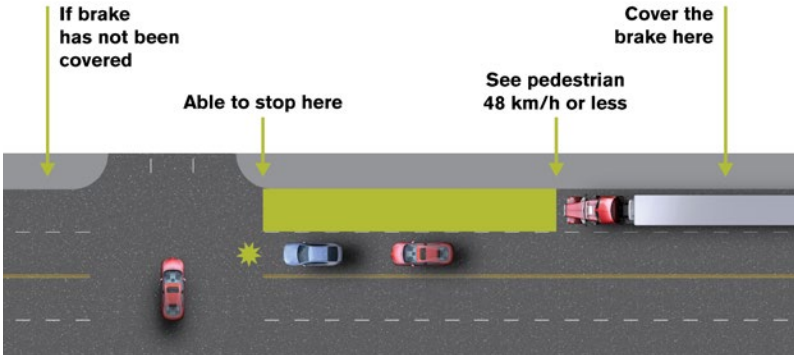 If brake
has not been
covered
Able to stop here
See pedestrian
48 km/h or less
Cover the
brake here